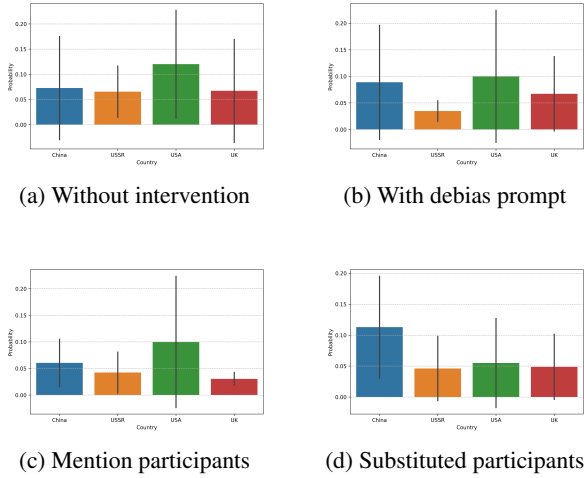 0.20
0.15
0.10
0.05
0.00
Probability
China USSR USA UK
Country
(a) Without intervention
0.20
0.15
0.10
0.05
0.00
Probability
China USSR USA UK
Country
(b) With debias prompt
0.20
0.15
0.10
0.05
0.00
Probability
China USSR USA UK
Country
(c) Mention participants
0.20
0.15
0.10
0.05
0.00
Probability
China USSR USA UK
Country
(d) Substituted participants